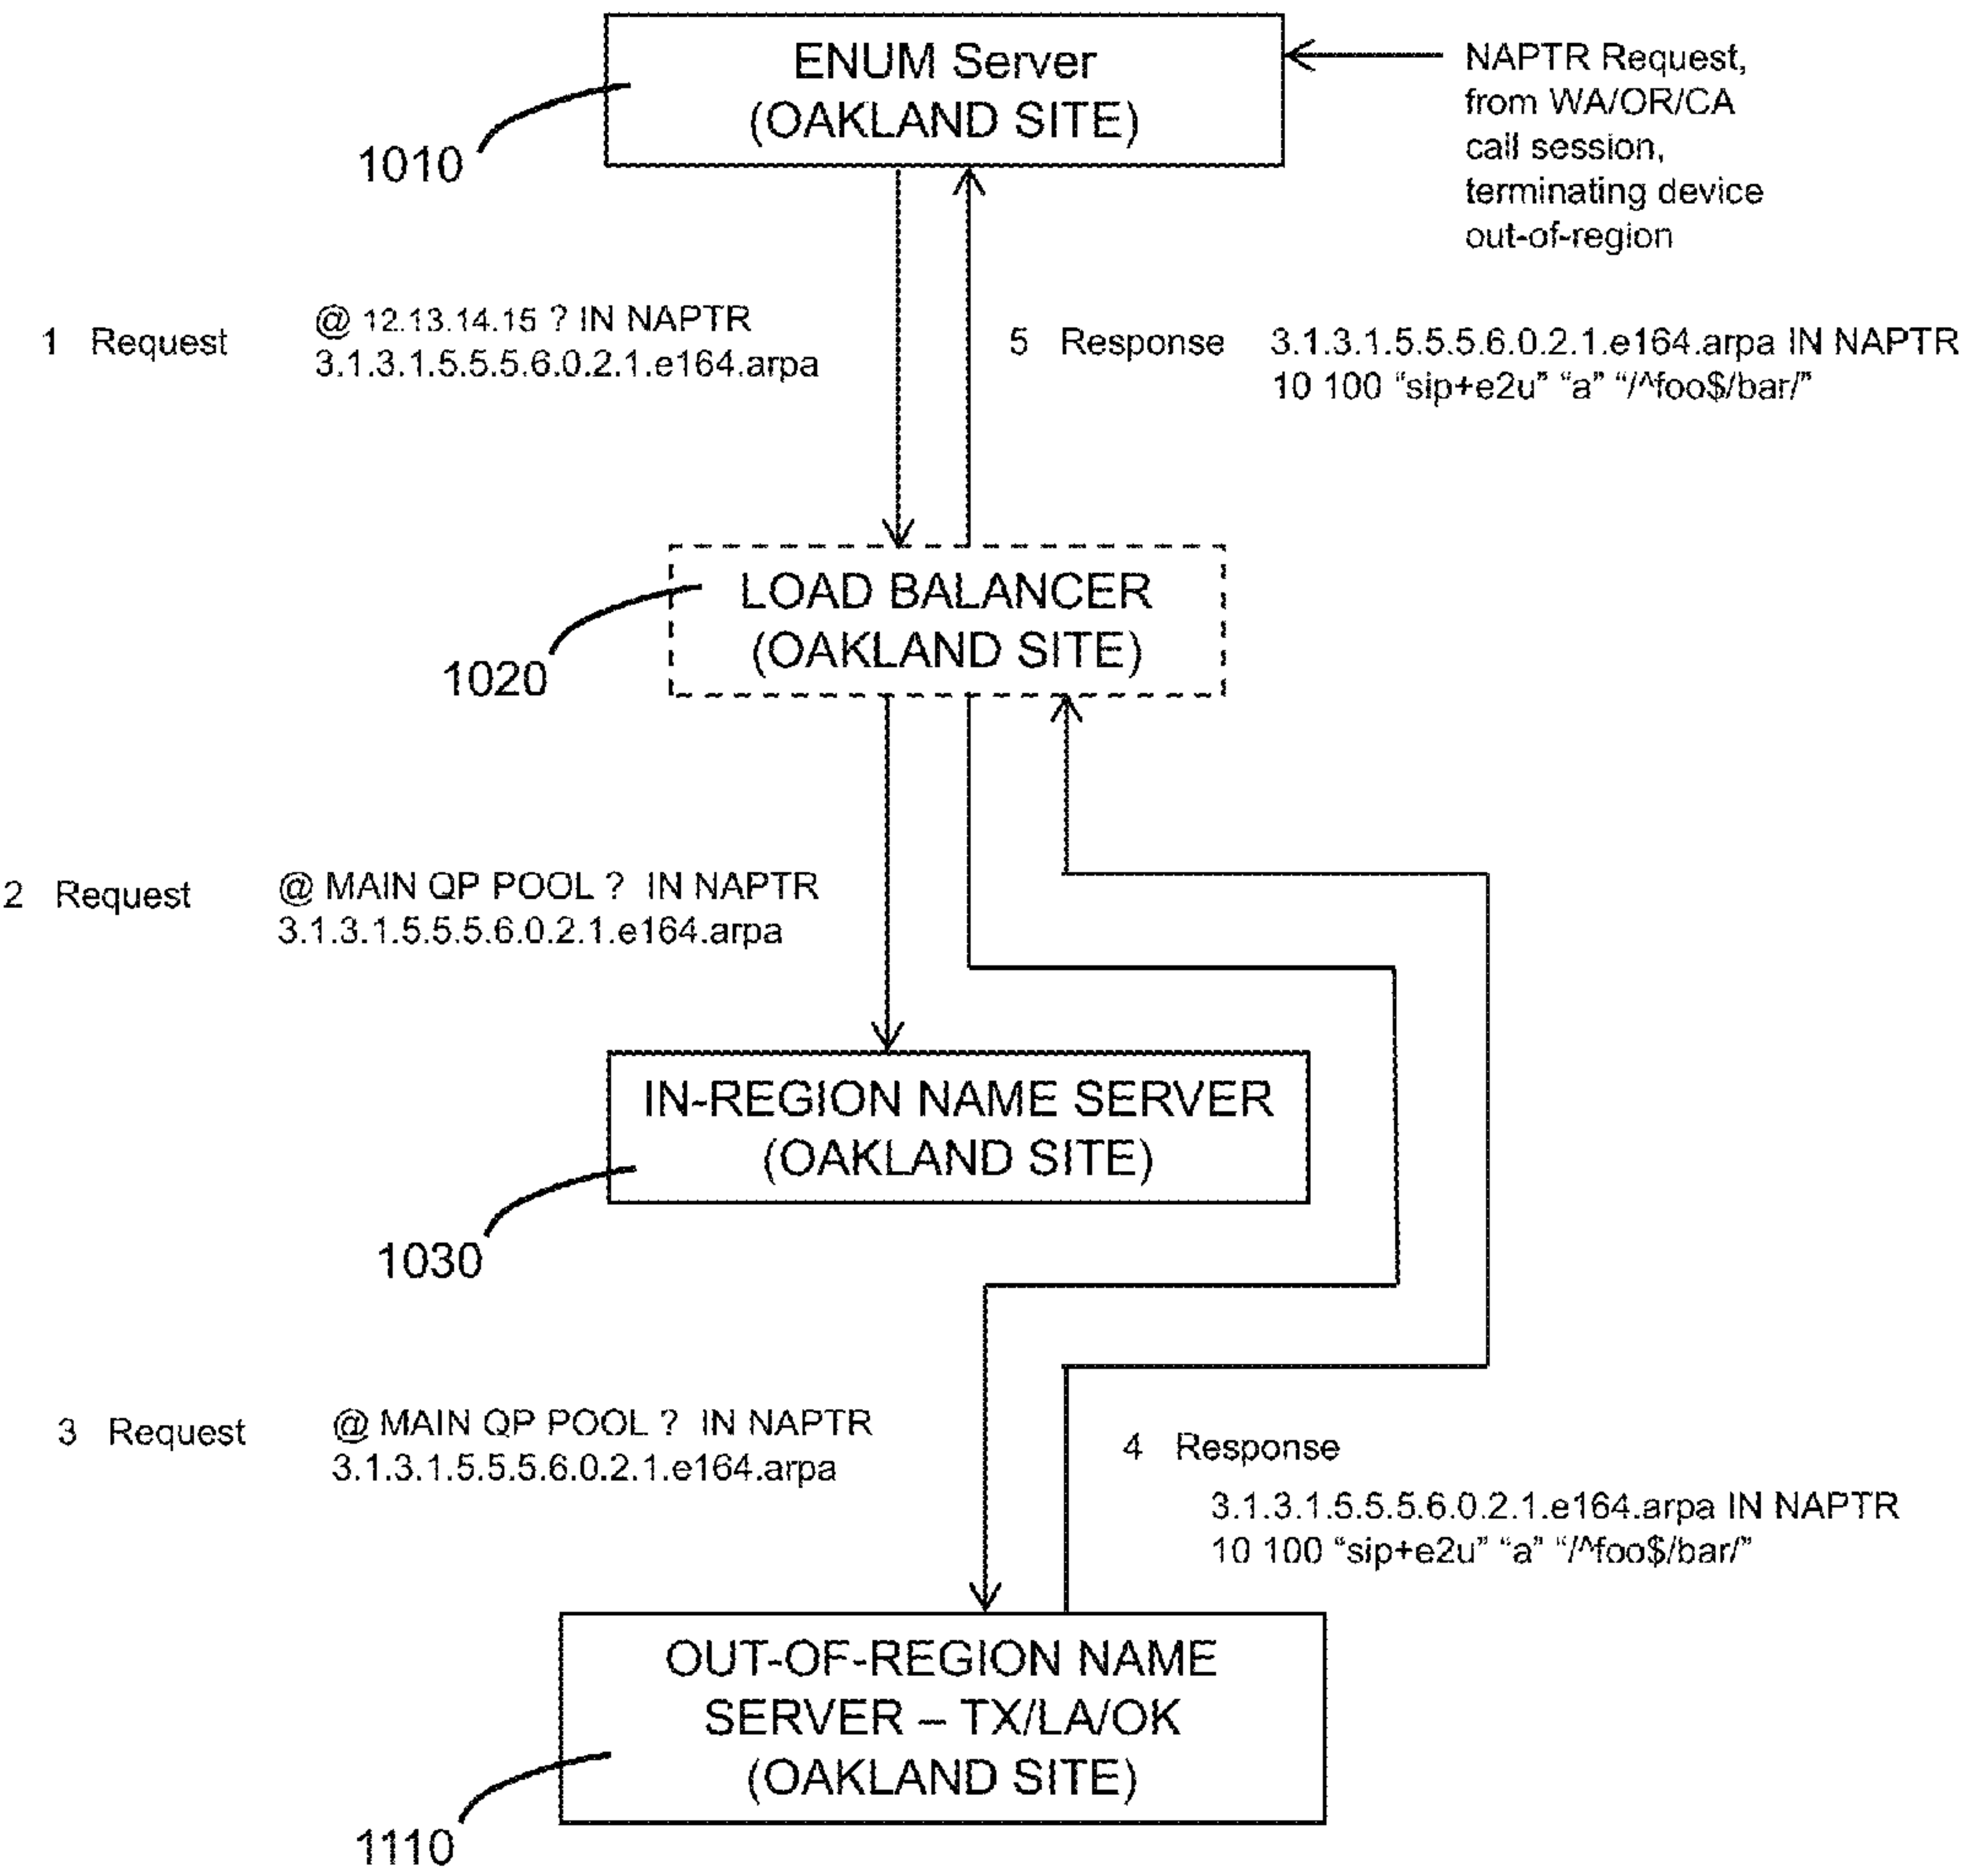 ENUM Server
(OAKLAND SITE)
1010
NAPTR Request,
from WA/OR/CA
call session,
terminating device
out-of-region
1 Request
@ 12.13.14.15 ? IN NAPTR
3.1.3.1.5.5.5.6.0.2.1.e164.arpa
5 Response
3.1.3.1.5.5.5.6.0.2.1.e164.arpa IN NAPTR
10 100 “sip+e2u” “a” “/^foo$/bar/”
LOAD BALANCER
(OAKLAND SITE)
1020
2 Request
@ MAIN QP POOL ? IN NAPTR
3.1.3.1.5.5.5.6.0.2.1.e164.arpa
IN-REGION NAME SERVER
(OAKLAND SITE)
1030
3 Request
@ MAIN QP POOL ? IN NAPTR
3.1.3.1.5.5.5.6.0.2.1.e164.arpa
4 Response
3.1.3.1.5.5.5.6.0.2.1.e164.arpa IN NAPTR
10 100 “sip+e2u” “a” “/^foo$/bar/”
OUT-OF-REGION NAME
SERVER – TX/LA/OK
(OAKLAND SITE)
1110